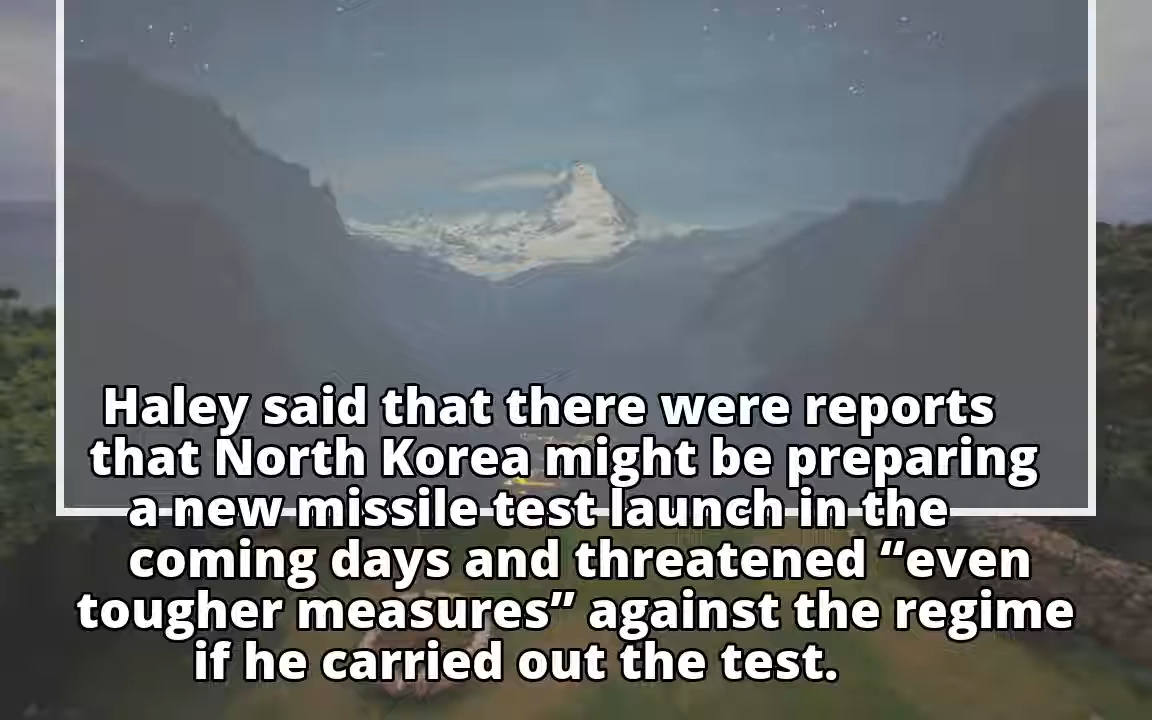 Haley said that there were reports
that North Korea might be preparing
a new missile test launch in the
coming days and threatened “even
tougher measures” against the regime
if he carried out the test.